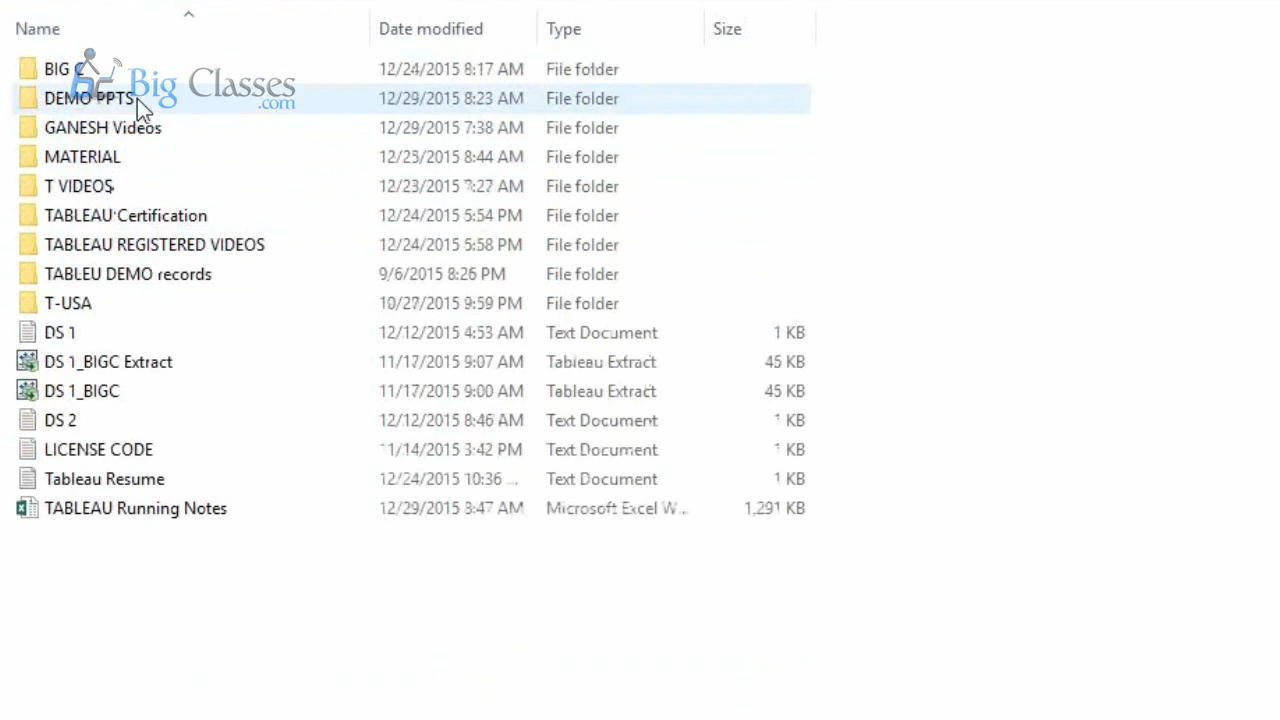 Name Date modified Type Size
BIG C 12/24/2015 8:17 AM File folder
Big Classes
.com
DEMO PPTS 12/29/2015 8:23 AM File folder
GANESH Videos 12/29/2015 7:38 AM File folder
MATERIAL 12/25/2015 8:44 AM File folder
T VIDEOS 12/23/2015 7:27 AM File folder
TABLEAU Certification 12/24/2015 5:54 PM File folder
TABLEAU REGISTERED VIDEOS 12/24/2015 5:58 PM File folder
TABLEU DEMO records 9/6/2015 8:26 PM File folder
T-USA 10/27/2015 9:59 PM File folder
DS 1 12/12/2015 4:53 AM Text Document 1 KB
DS 1_BIGC Extract 11/17/2015 9:07 AM Tableau Extract 45 KB
DS 1_BIGC 11/17/2015 9:00 AM Tableau Extract 45 KB
DS 2 12/12/2015 8:46 AM Text Document 1 KB
LICENSE CODE 11/14/2015 3:42 PM Text Document 1 KB
Tableau Resume 12/24/2015 10:36 ... Text Document 1 KB
TABLEAU Running Notes 12/29/2015 8:47 AM Microsoft Excel W... 1,291 KB